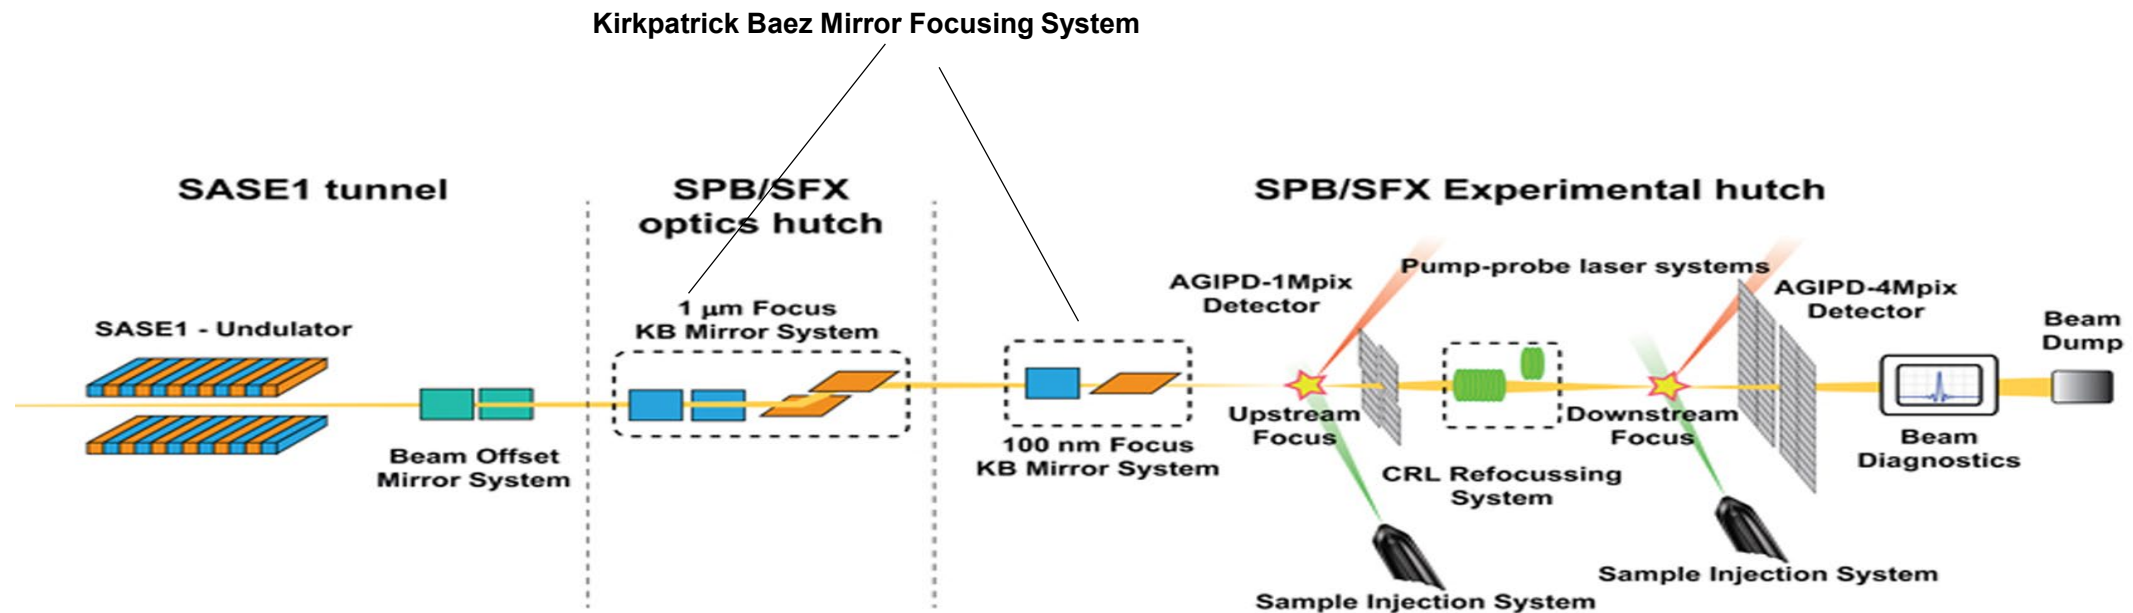 Kirkpatrick Baez Mirror Focusing System
SASE1 tunnel
SPB/SFX
optics hutch
SPB/SFX Experimental hutch
SASE1 - Undulator
Beam Offset
Mirror System
1 μm Focus
KB Mirror System
100 nm Focus
KB Mirror System
AGIPD-1Mpix
Detector
Pump-probe laser systems
Upstream
Focus
CRL Refocussing
System
Sample Injection System
Downstream
Focus
AGIPD-4Mpix
Detector
Sample Injection System
Beam
Diagnostics
Beam
Dump